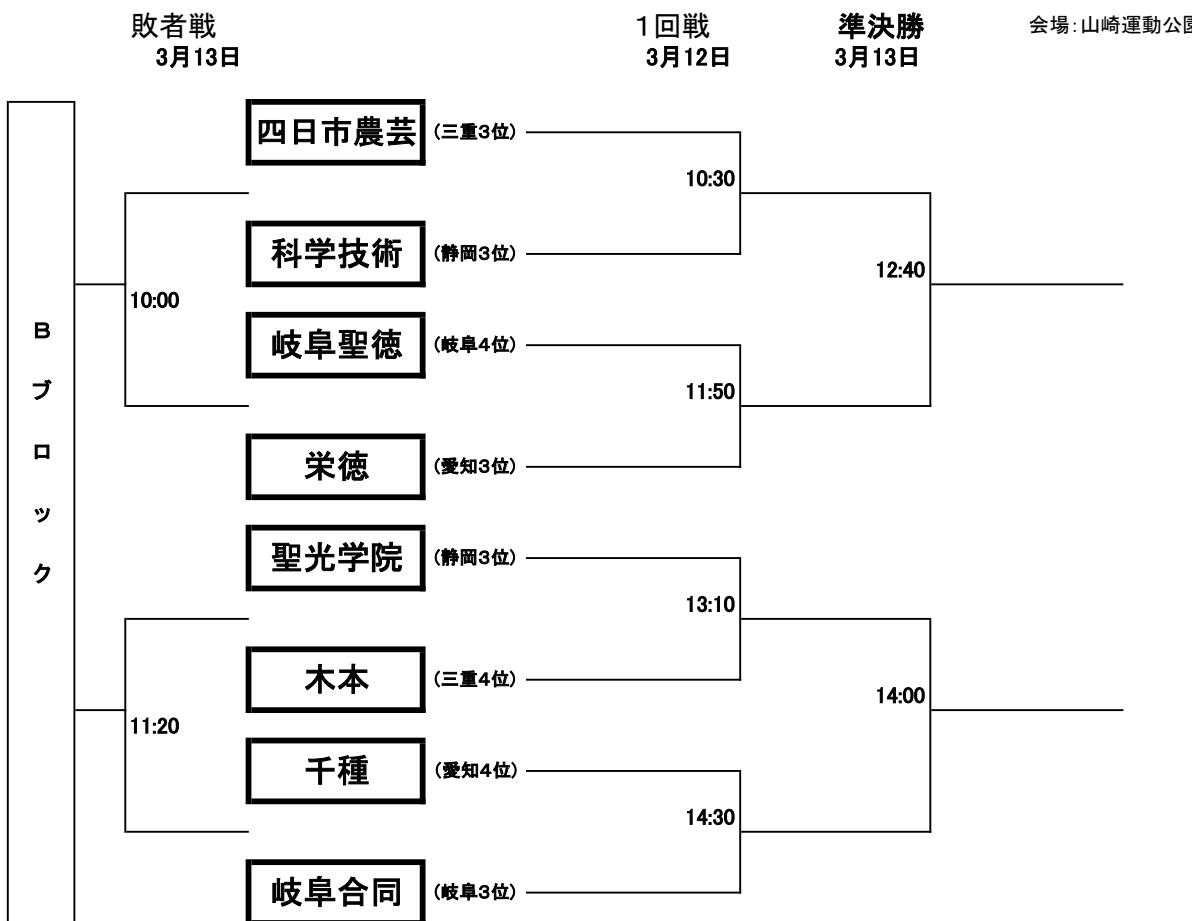 敗者戦
3月13日
1回戦
3月12日
準決勝
3月13日
会場：山崎運動公園
Bブロック
四日市農芸 (三重3位)
10:30
科学技術 (静岡3位)
12:40
10:00
岐阜聖徳 (岐阜4位)
11:50
栄徳 (愛知3位)
聖光学院 (静岡3位)
13:10
木本 (三重4位)
14:00
11:20
千種 (愛知4位)
14:30
岐阜合同 (岐阜3位)